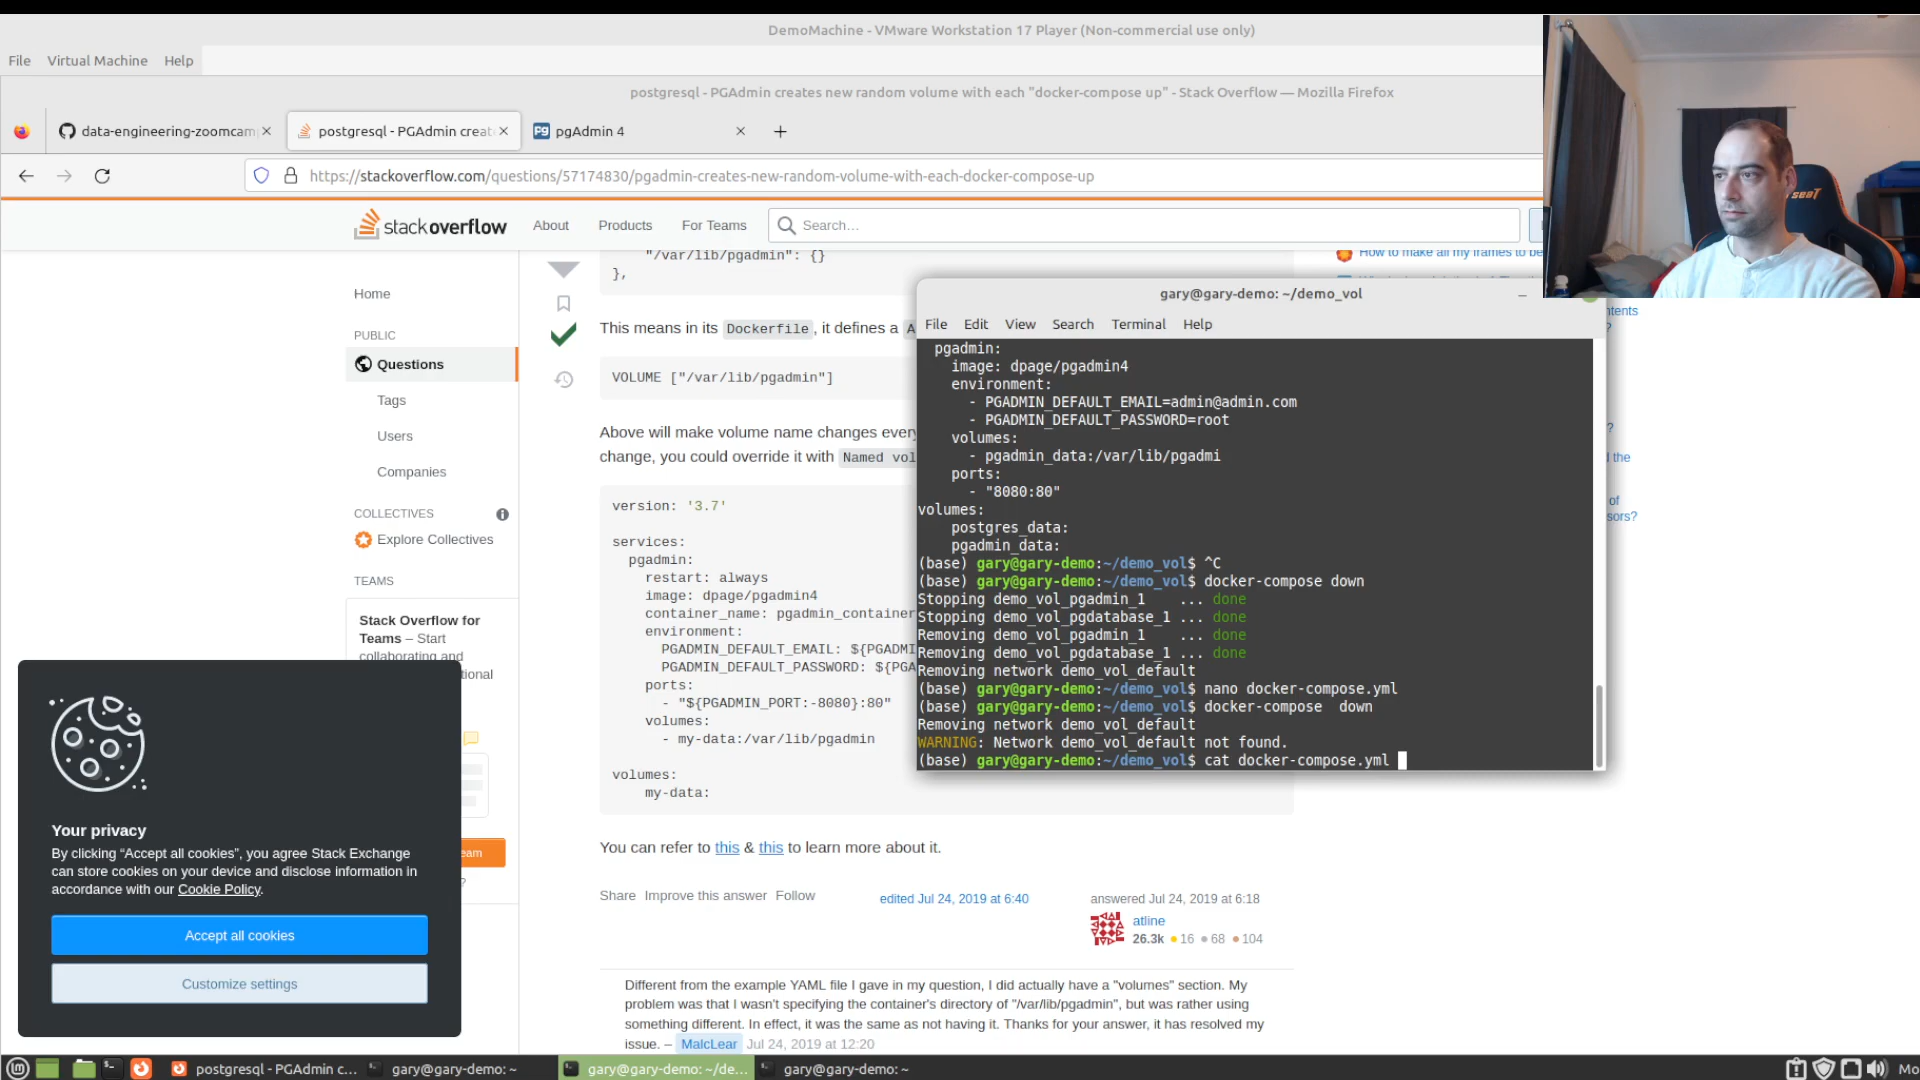 DemoMachine - VMware Workstation 17 Player (Non-commercial use only)
File Virtual Machine Help
postgresql - PGAdmin creates new random volume with each "docker-compose up" - Stack Overflow — Mozilla Firefox
data-engineering-zoomcam
postgresql - PGAdmin creat
pgAdmin 4
https://stackoverflow.com/questions/57174830/pgadmin-creates-new-random-volume-with-each-docker-compose-up
stackoverflow About Products For Teams Search…
Home
PUBLIC
Questions
Tags
Users
Companies
COLLECTIVES
Explore Collectives
TEAMS
Stack Overflow for
Teams – Start
collaborating and
tional
eam
?
"/var/lib/pgadmin": {}
},
This means in its Dockerfile, it defines a A
VOLUME ["/var/lib/pgadmin"]
Above will make volume name changes every
change, you could override it with Named vol
version: '3.7'
services:
pgadmin:
restart: always
image: dpage/pgadmin4
container_name: pgadmin_container
environment:
PGADMIN_DEFAULT_EMAIL: ${PGADMI
PGADMIN_DEFAULT_PASSWORD: ${PGA
ports:
- "${PGADMIN_PORT:-8080}:80"
volumes:
- my-data:/var/lib/pgadmin
volumes:
my-data:
You can refer to this & this to learn more about it.
Share Improve this answer Follow
edited Jul 24, 2019 at 6:40
answered Jul 24, 2019 at 6:18
atline
26.3k 16 68 104
Different from the example YAML file I gave in my question, I did actually have a "volumes" section. My
problem was that I wasn't specifying the container's directory of "/var/lib/pgadmin", but was rather using
something different. In effect, it was the same as not having it. Thanks for your answer, it has resolved my
issue. – MalcLear Jul 24, 2019 at 12:20
How to make all my frames to be
ntents
?
?
d the
of
sors?
gary@gary-demo: ~/demo_vol
File Edit View Search Terminal Help
pgadmin:
image: dpage/pgadmin4
environment:
- PGADMIN_DEFAULT_EMAIL=admin@admin.com
- PGADMIN_DEFAULT_PASSWORD=root
volumes:
- pgadmin_data:/var/lib/pgadmi
ports:
- "8080:80"
volumes:
postgres_data:
pgadmin_data:
(base) gary@gary-demo:~/demo_vol$ ^C
(base) gary@gary-demo:~/demo_vol$ docker-compose down
Stopping demo_vol_pgadmin_1 ... done
Stopping demo_vol_pgdatabase_1 ... done
Removing demo_vol_pgadmin_1 ... done
Removing demo_vol_pgdatabase_1 ... done
Removing network demo_vol_default
(base) gary@gary-demo:~/demo_vol$ nano docker-compose.yml
(base) gary@gary-demo:~/demo_vol$ docker-compose down
Removing network demo_vol_default
WARNING: Network demo_vol_default not found.
(base) gary@gary-demo:~/demo_vol$ cat docker-compose.yml
Your privacy
By clicking “Accept all cookies”, you agree Stack Exchange
can store cookies on your device and disclose information in
accordance with our Cookie Policy.
Accept all cookies
Customize settings
seaT
postgresql - PGAdmin c...
gary@gary-demo: ~
gary@gary-demo: ~/de...
gary@gary-demo: ~
Mo